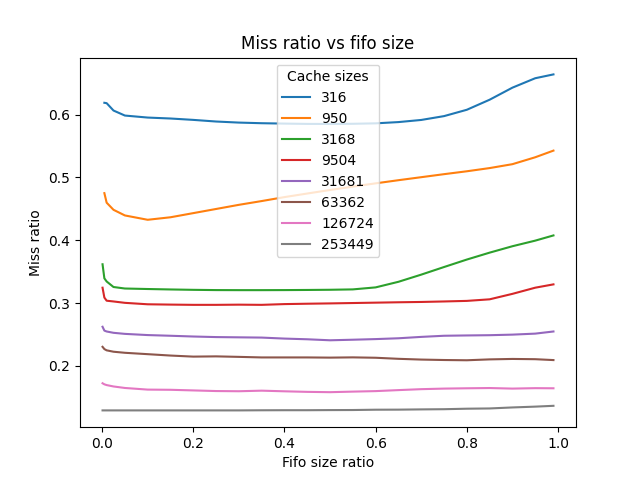 Miss ratio vs fifo size
Cache sizes
316
950
3168
9504
31681
63362
126724
253449
Miss ratio
0.6
0.5
0.4
0.3
0.2
0.0 0.2 0.4 0.6 0.8 1.0
Fifo size ratio